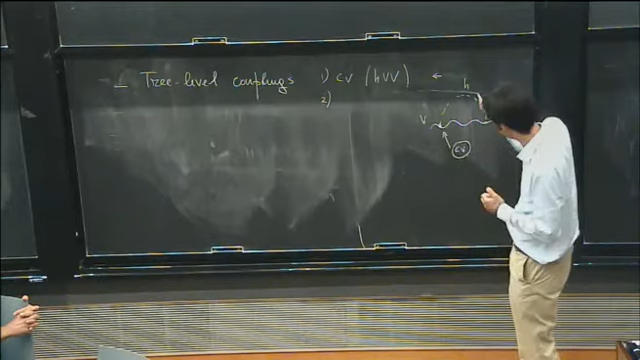 – Tree-level couplings 1) cV (hVV) ←
2)
h
V
cV